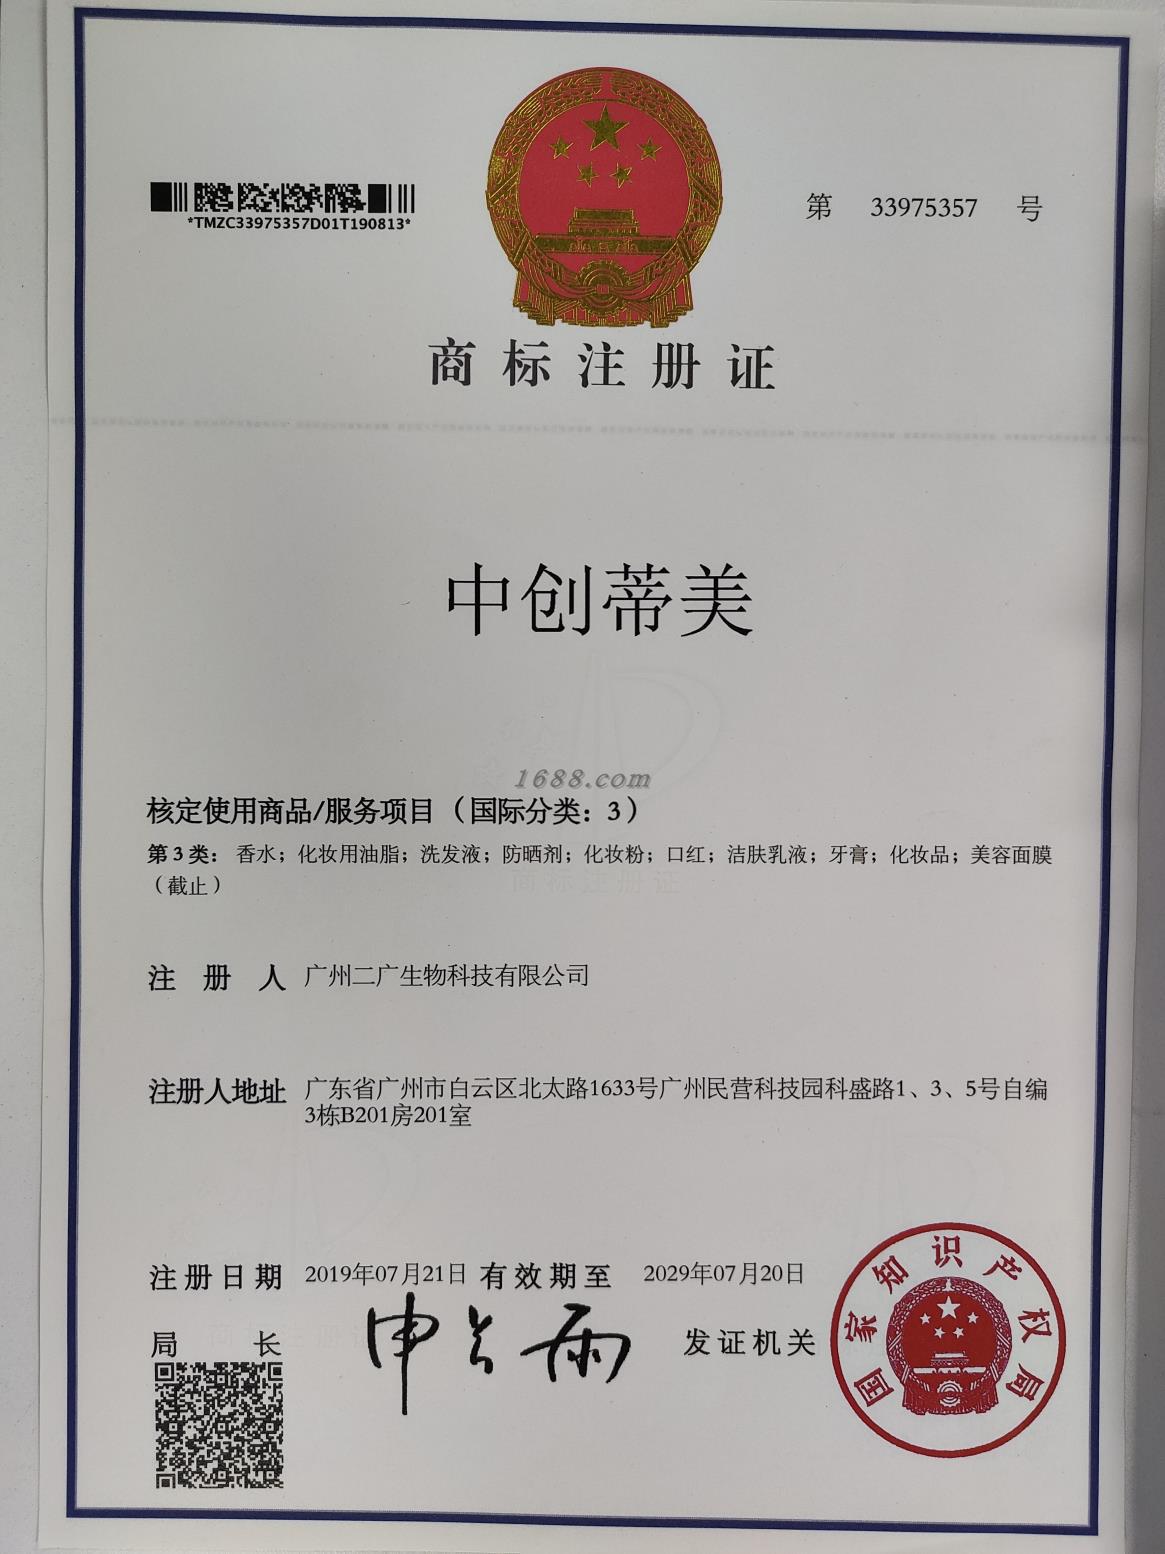 *TMZC33975357D01T190813*
第 33975357 号
商标注册证
中创蒂美
1688.com
核定使用商品/服务项目（国际分类：3）
第3类：香水；化妆用油脂；洗发液；防晒剂；化妆粉；口红；洁肤乳液；牙膏；化妆品；美容面膜
（截止）
商标注册证
注册人 广州二广生物科技有限公司
注册人地址 广东省广州市白云区北太路1633号广州民营科技园科盛路1、3、5号自编
3栋B201房201室
注册日期 2019年07月21日 有效期至 2029年07月20日
局长 申长雨 发证机关
国家知识产权局